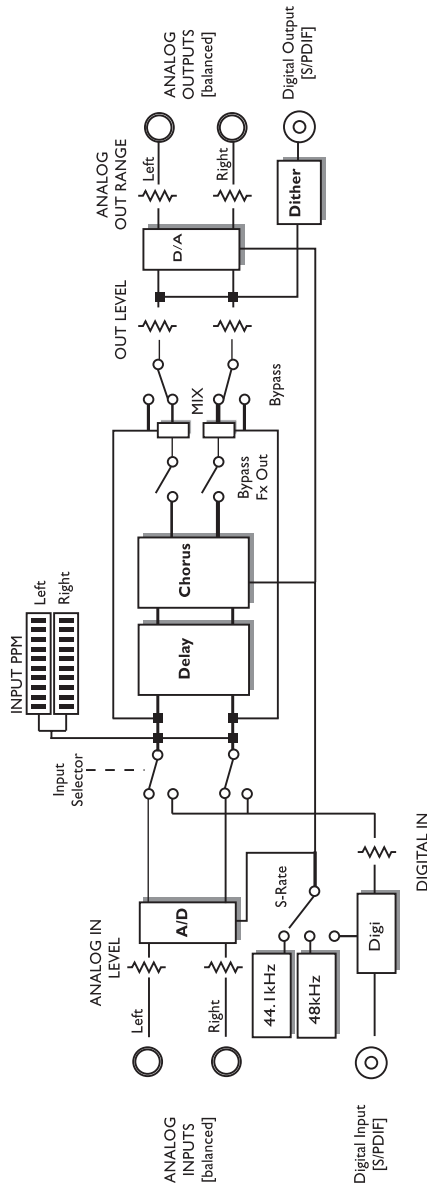 ANALOG
INPUTS
[balanced]
Digital Input
[S/PDIF]
Left
Right
ANALOG IN
LEVEL
A/D
44.1kHz
48kHz
S-Rate
Digi
DIGITAL IN
Input
Selector
INPUT PPM
Left
Right
Delay
Chorus
Bypass
Fx Out
MIX
Bypass
OUT LEVEL
D/A
ANALOG
OUT RANGE
Left
Right
Dither
ANALOG
OUTPUTS
[balanced]
Digital Output
[S/PDIF]